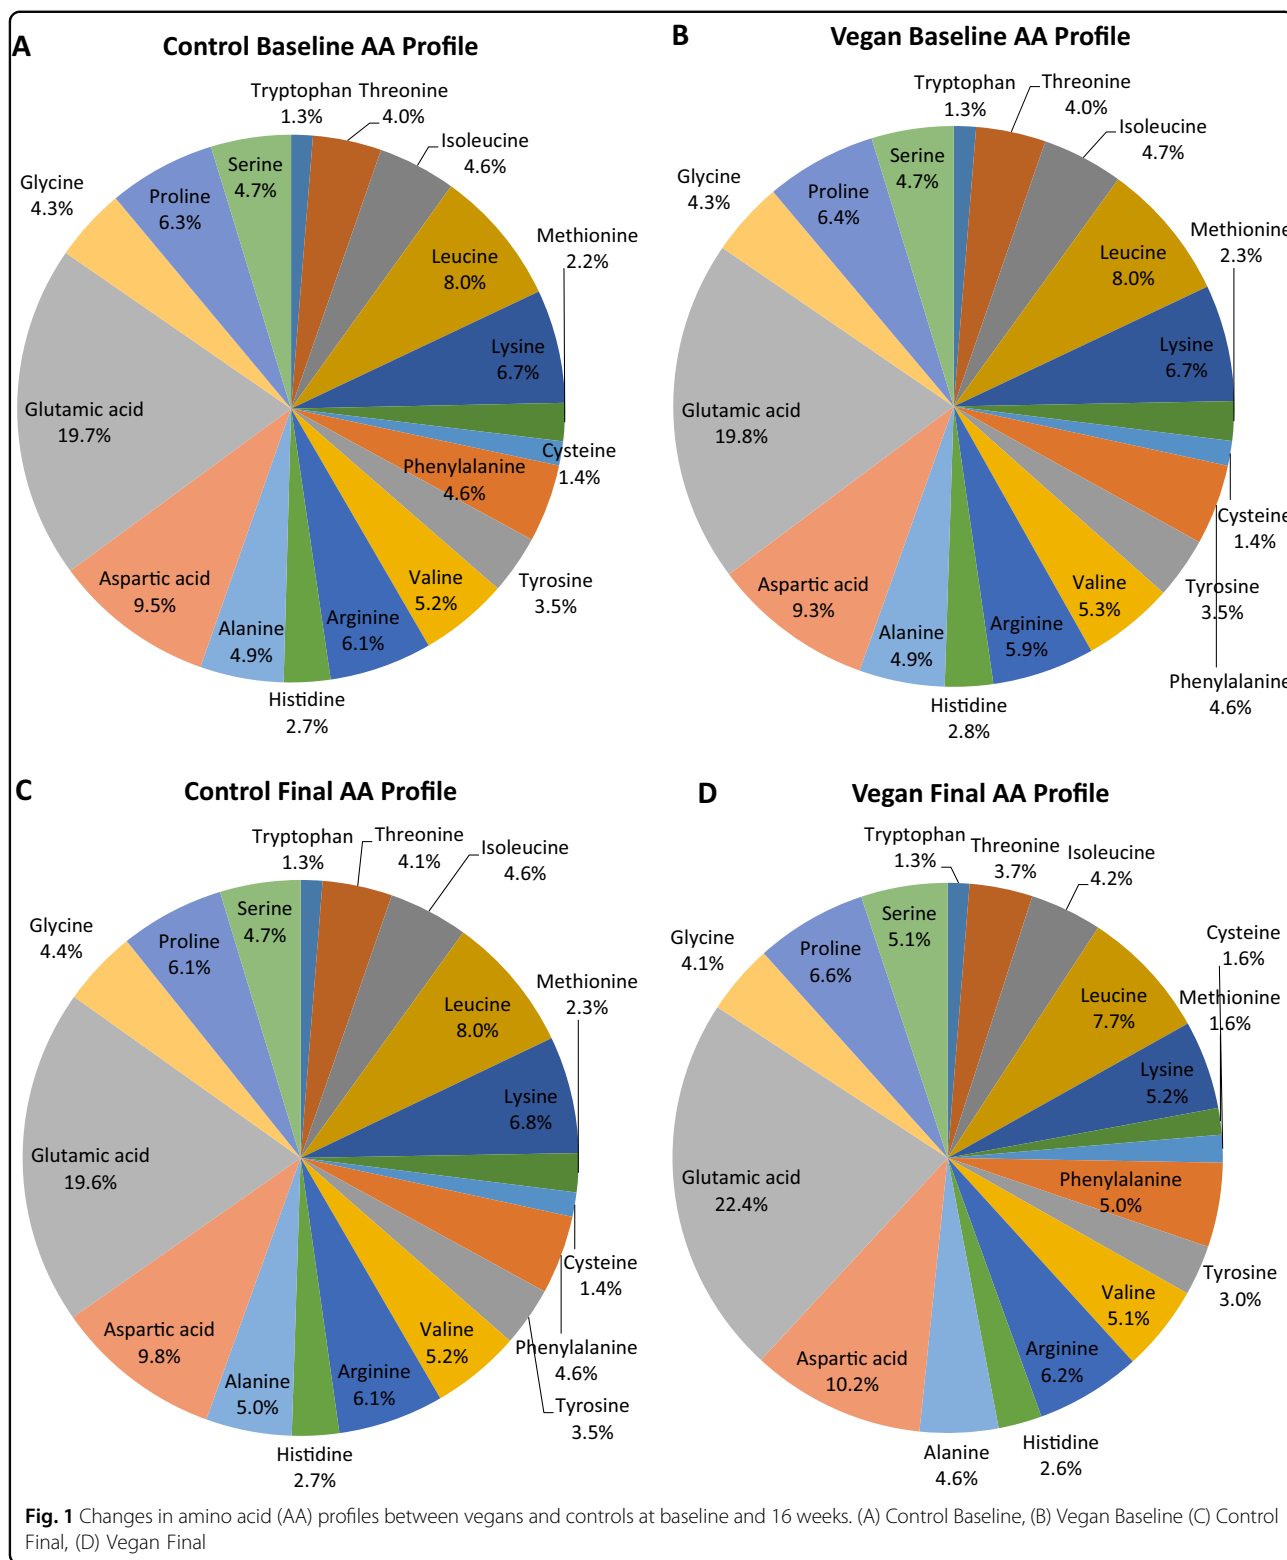 A
Control Baseline AA Profile
Tryptophan
1.3%
Threonine
4.0%
Isoleucine
4.6%
Leucine
8.0%
Lysine
6.7%
Methionine
2.2%
Cysteine
1.4%
Phenylalanine
4.6%
Tyrosine
3.5%
Valine
5.2%
Arginine
6.1%
Histidine
2.7%
Alanine
4.9%
Aspartic acid
9.5%
Glutamic acid
19.7%
Glycine
4.3%
Proline
6.3%
Serine
4.7%
B
Vegan Baseline AA Profile
Tryptophan
1.3%
Threonine
4.0%
Isoleucine
4.7%
Leucine
8.0%
Lysine
6.7%
Methionine
2.3%
Cysteine
1.4%
Phenylalanine
4.6%
Tyrosine
3.5%
Valine
5.3%
Arginine
5.9%
Histidine
2.8%
Alanine
4.9%
Aspartic acid
9.3%
Glutamic acid
19.8%
Glycine
4.3%
Proline
6.4%
Serine
4.7%
C
Control Final AA Profile
Tryptophan
1.3%
Threonine
4.1%
Isoleucine
4.6%
Leucine
8.0%
Lysine
6.8%
Methionine
2.3%
Cysteine
1.4%
Phenylalanine
4.6%
Tyrosine
3.5%
Valine
5.2%
Arginine
6.1%
Histidine
2.7%
Alanine
5.0%
Aspartic acid
9.8%
Glutamic acid
19.6%
Glycine
4.4%
Proline
6.1%
Serine
4.7%
D
Vegan Final AA Profile
Tryptophan
1.3%
Threonine
3.7%
Isoleucine
4.2%
Leucine
7.7%
Lysine
5.2%
Cysteine
1.6%
Methionine
1.6%
Phenylalanine
5.0%
Tyrosine
3.0%
Valine
5.1%
Arginine
6.2%
Histidine
2.6%
Alanine
4.6%
Aspartic acid
10.2%
Glutamic acid
22.4%
Glycine
4.1%
Proline
6.6%
Serine
5.1%
Fig. 1 Changes in amino acid (AA) profiles between vegans and controls at baseline and 16 weeks. (A) Control Baseline, (B) Vegan Baseline (C) Control
Final, (D) Vegan Final